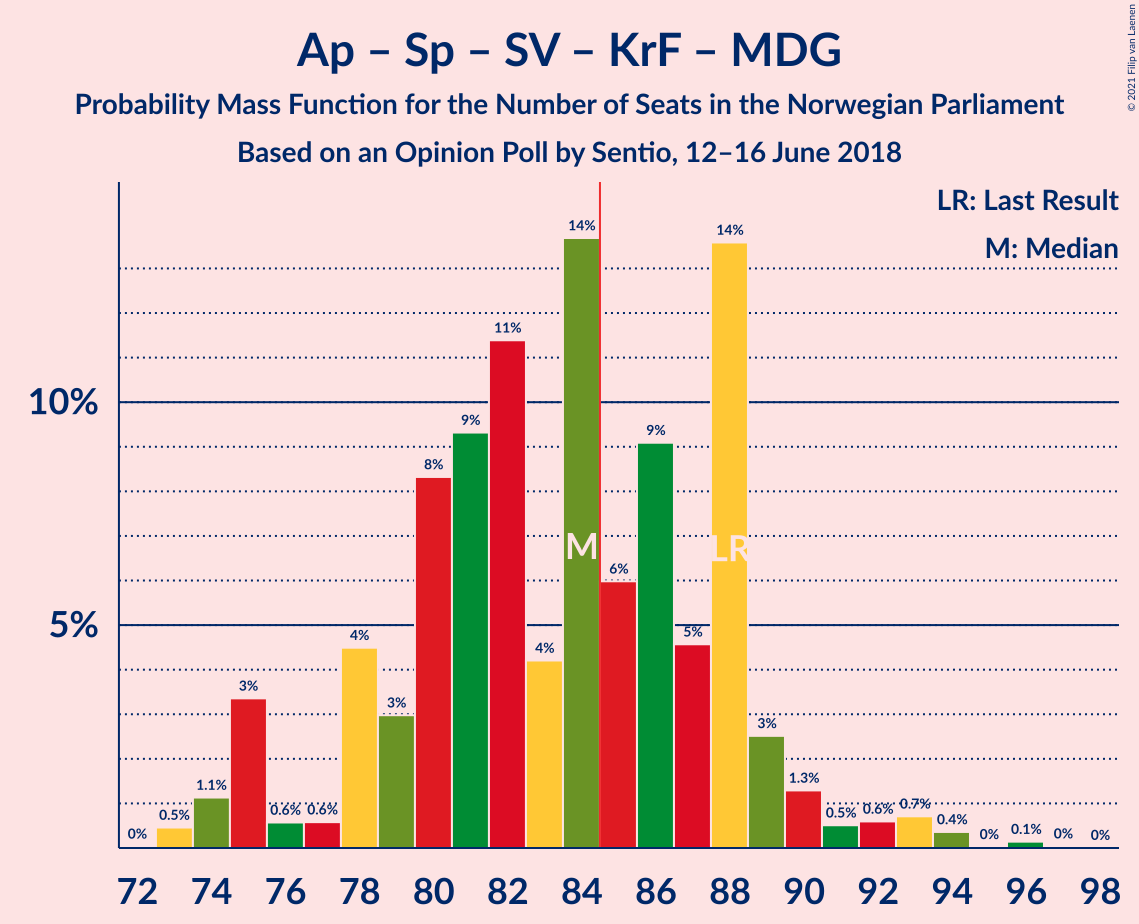 Ap – Sp – SV – KrF – MDG
Probability Mass Function for the Number of Seats in the Norwegian Parliament
Based on an Opinion Poll by Sentio, 12–16 June 2018
© 2021 Filip van Laenen
LR: Last Result
M: Median
10%
5%
0% 0.5% 1.1% 3% 0.6% 0.6% 4% 3% 8% 9% 11% 4% 14% 6% 9% 5% 14% 3% 1.3% 0.5% 0.6% 0.7% 0.4% 0% 0.1% 0% 0%
M LR
72 74 76 78 80 82 84 86 88 90 92 94 96 98